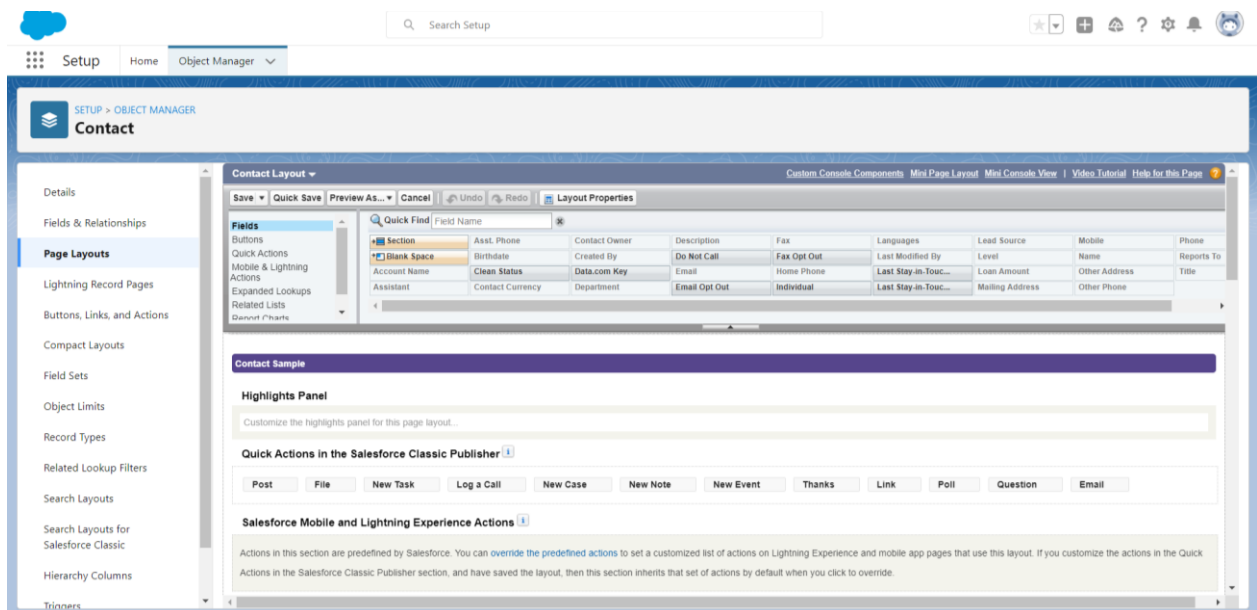 Search Setup
Setup Home Object Manager
SETUP > OBJECT MANAGER
Contact
Details
Fields & Relationships
Page Layouts
Lightning Record Pages
Buttons, Links, and Actions
Compact Layouts
Field Sets
Object Limits
Record Types
Related Lookup Filters
Search Layouts
Search Layouts for
Salesforce Classic
Hierarchy Columns
Triggers
Contact Layout Custom Console Components Mini Page Layout Mini Console View | Video Tutorial Help for this Page ?
Save Quick Save Preview As... Cancel Undo Redo Layout Properties
Fields
Buttons
Quick Actions
Mobile & Lightning
Actions
Expanded Lookups
Related Lists
Report Charts
Quick Find Field Name
Section Asst. Phone Contact Owner Description Fax Languages Lead Source Mobile Phone
Blank Space Birthdate Created By Do Not Call Fax Opt Out Last Modified By Level Name Reports To
Account Name Clean Status Data.com Key Email Home Phone Last Stay-in-Touc... Loan Amount Other Address Title
Assistant Contact Currency Department Email Opt Out Individual Last Stay-in-Touc... Mailing Address Other Phone
Contact Sample
Highlights Panel
Customize the highlights panel for this page layout...
Quick Actions in the Salesforce Classic Publisher i
Post File New Task Log a Call New Case New Note New Event Thanks Link Poll Question Email
Salesforce Mobile and Lightning Experience Actions i
Actions in this section are predefined by Salesforce. You can override the predefined actions to set a customized list of actions on Lightning Experience and mobile app pages that use this layout. If you customize the actions in the Quick
Actions in the Salesforce Classic Publisher section, and have saved the layout, then this section inherits that set of actions by default when you click to override.